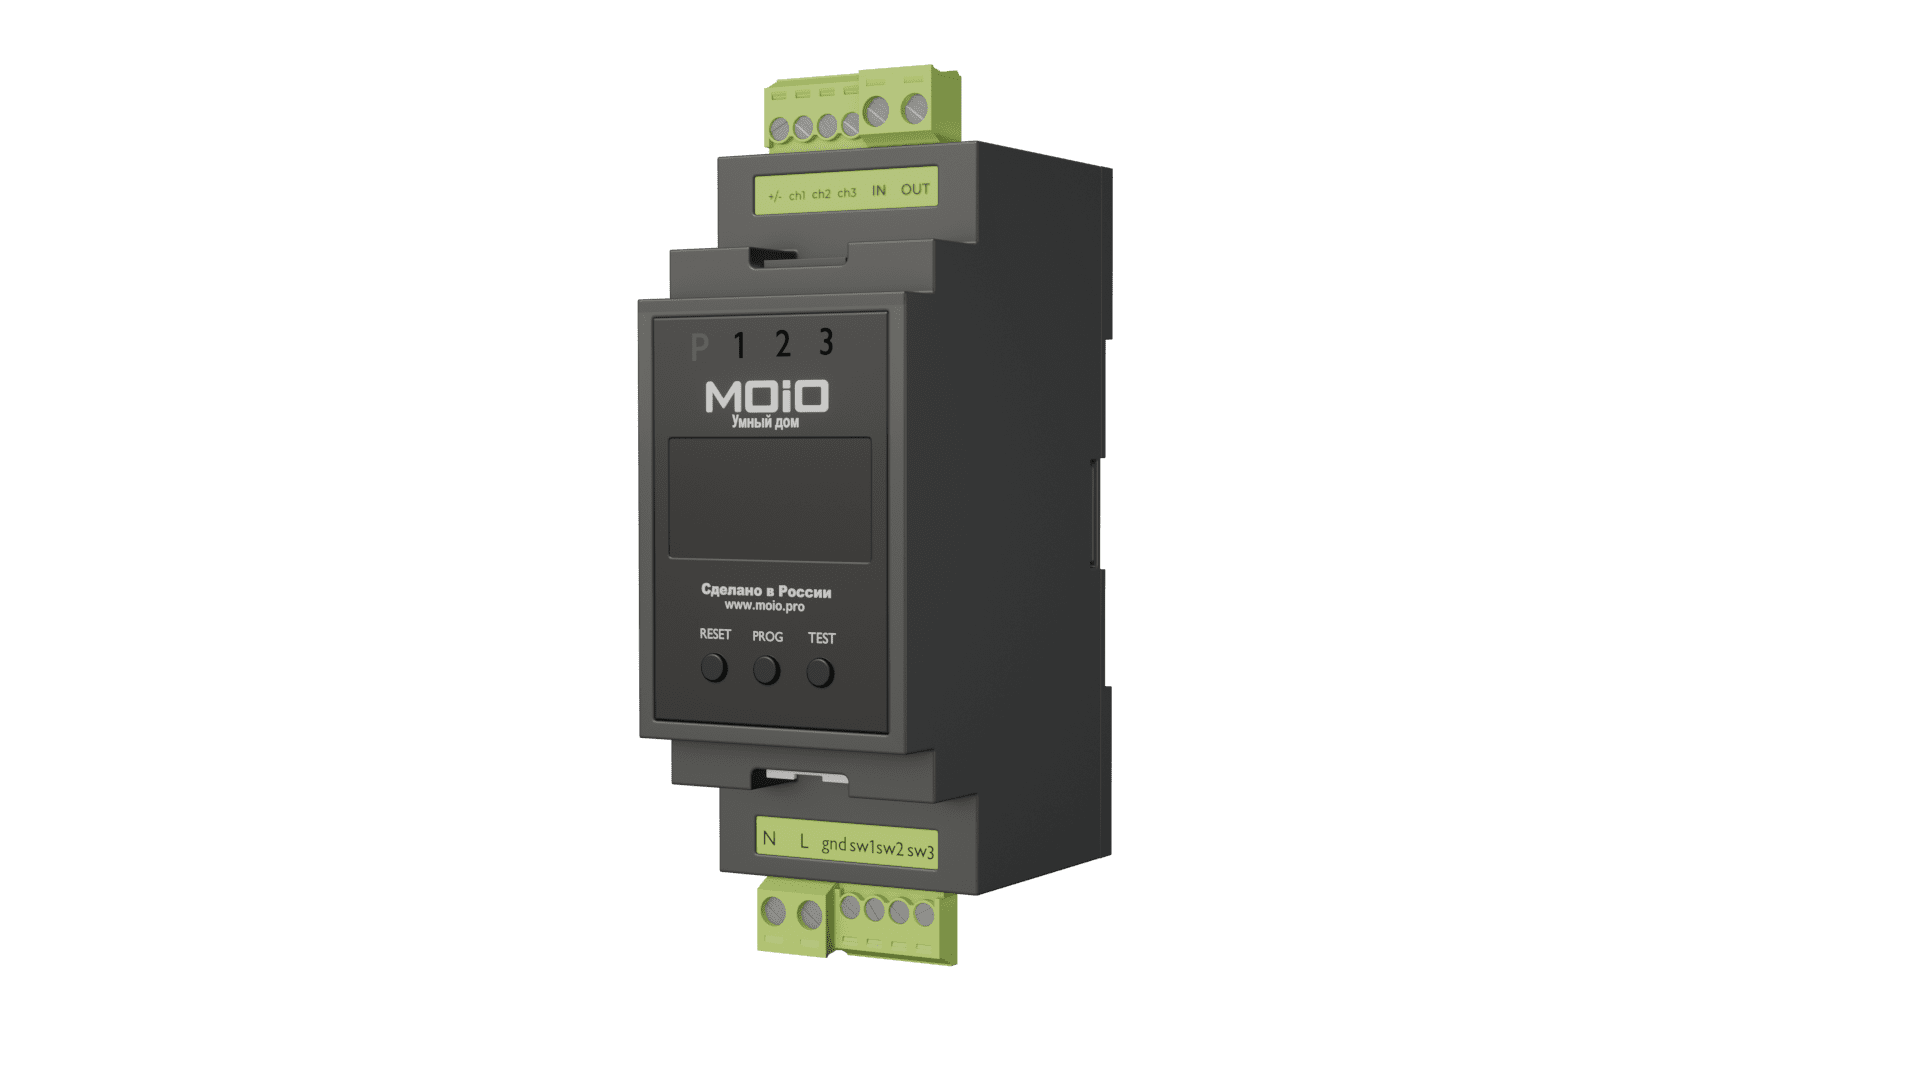 +/- ch1 ch2 ch3 IN OUT
P 1 2 3
MOiO
Умный дом
Сделано в России
www.moio.pro
RESET PROG TEST
N L gnd sw1 sw2 sw3